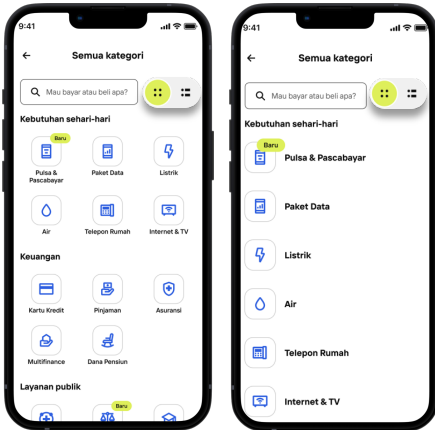 9:41
Semua kategori
Mau bayar atau beli apa?
Kebutuhan sehari-hari
Baru
Pulsa &
Pascabayar
Paket Data
Listrik
Air
Telepon Rumah
Internet & TV
Keuangan
Kartu Kredit
Pinjaman
Asuransi
Multifinance
Dana Pensiun
Layanan publik
Baru
9:41
Semua kategori
Mau bayar atau beli apa?
Kebutuhan sehari-hari
Baru
Pulsa & Pascabayar
Paket Data
Listrik
Air
Telepon Rumah
Internet & TV